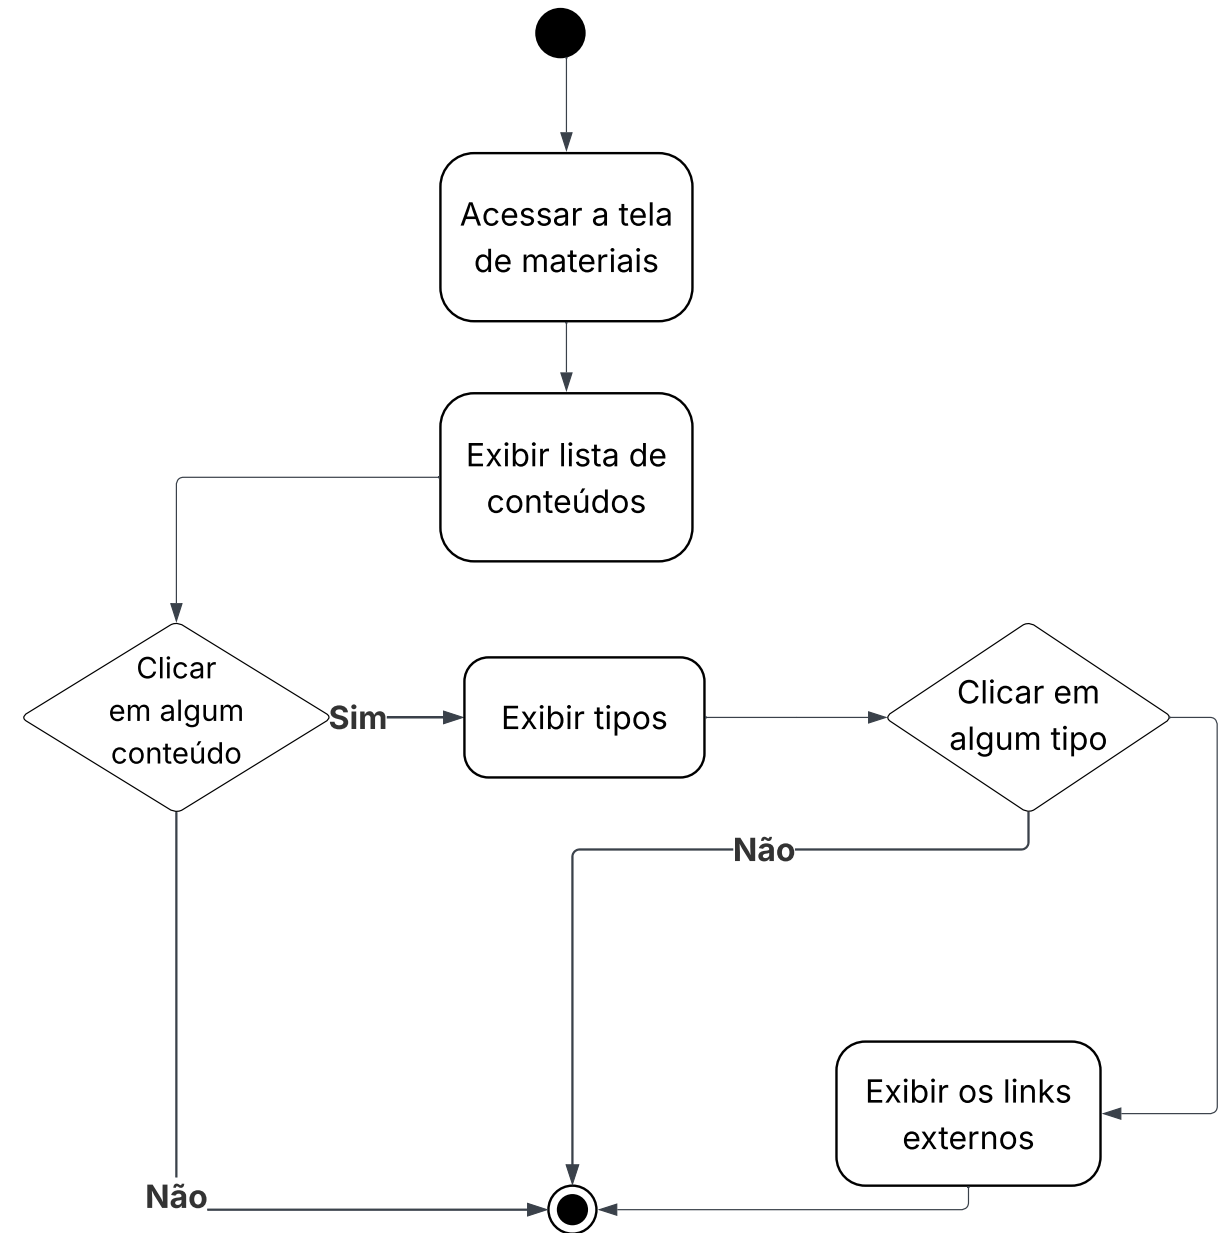 Acessar a tela
de materiais
Exibir lista de
conteúdos
Clicar
em algum
conteúdo
Sim
Exibir tipos
Clicar em
algum tipo
Não
Exibir os links
externos
Não